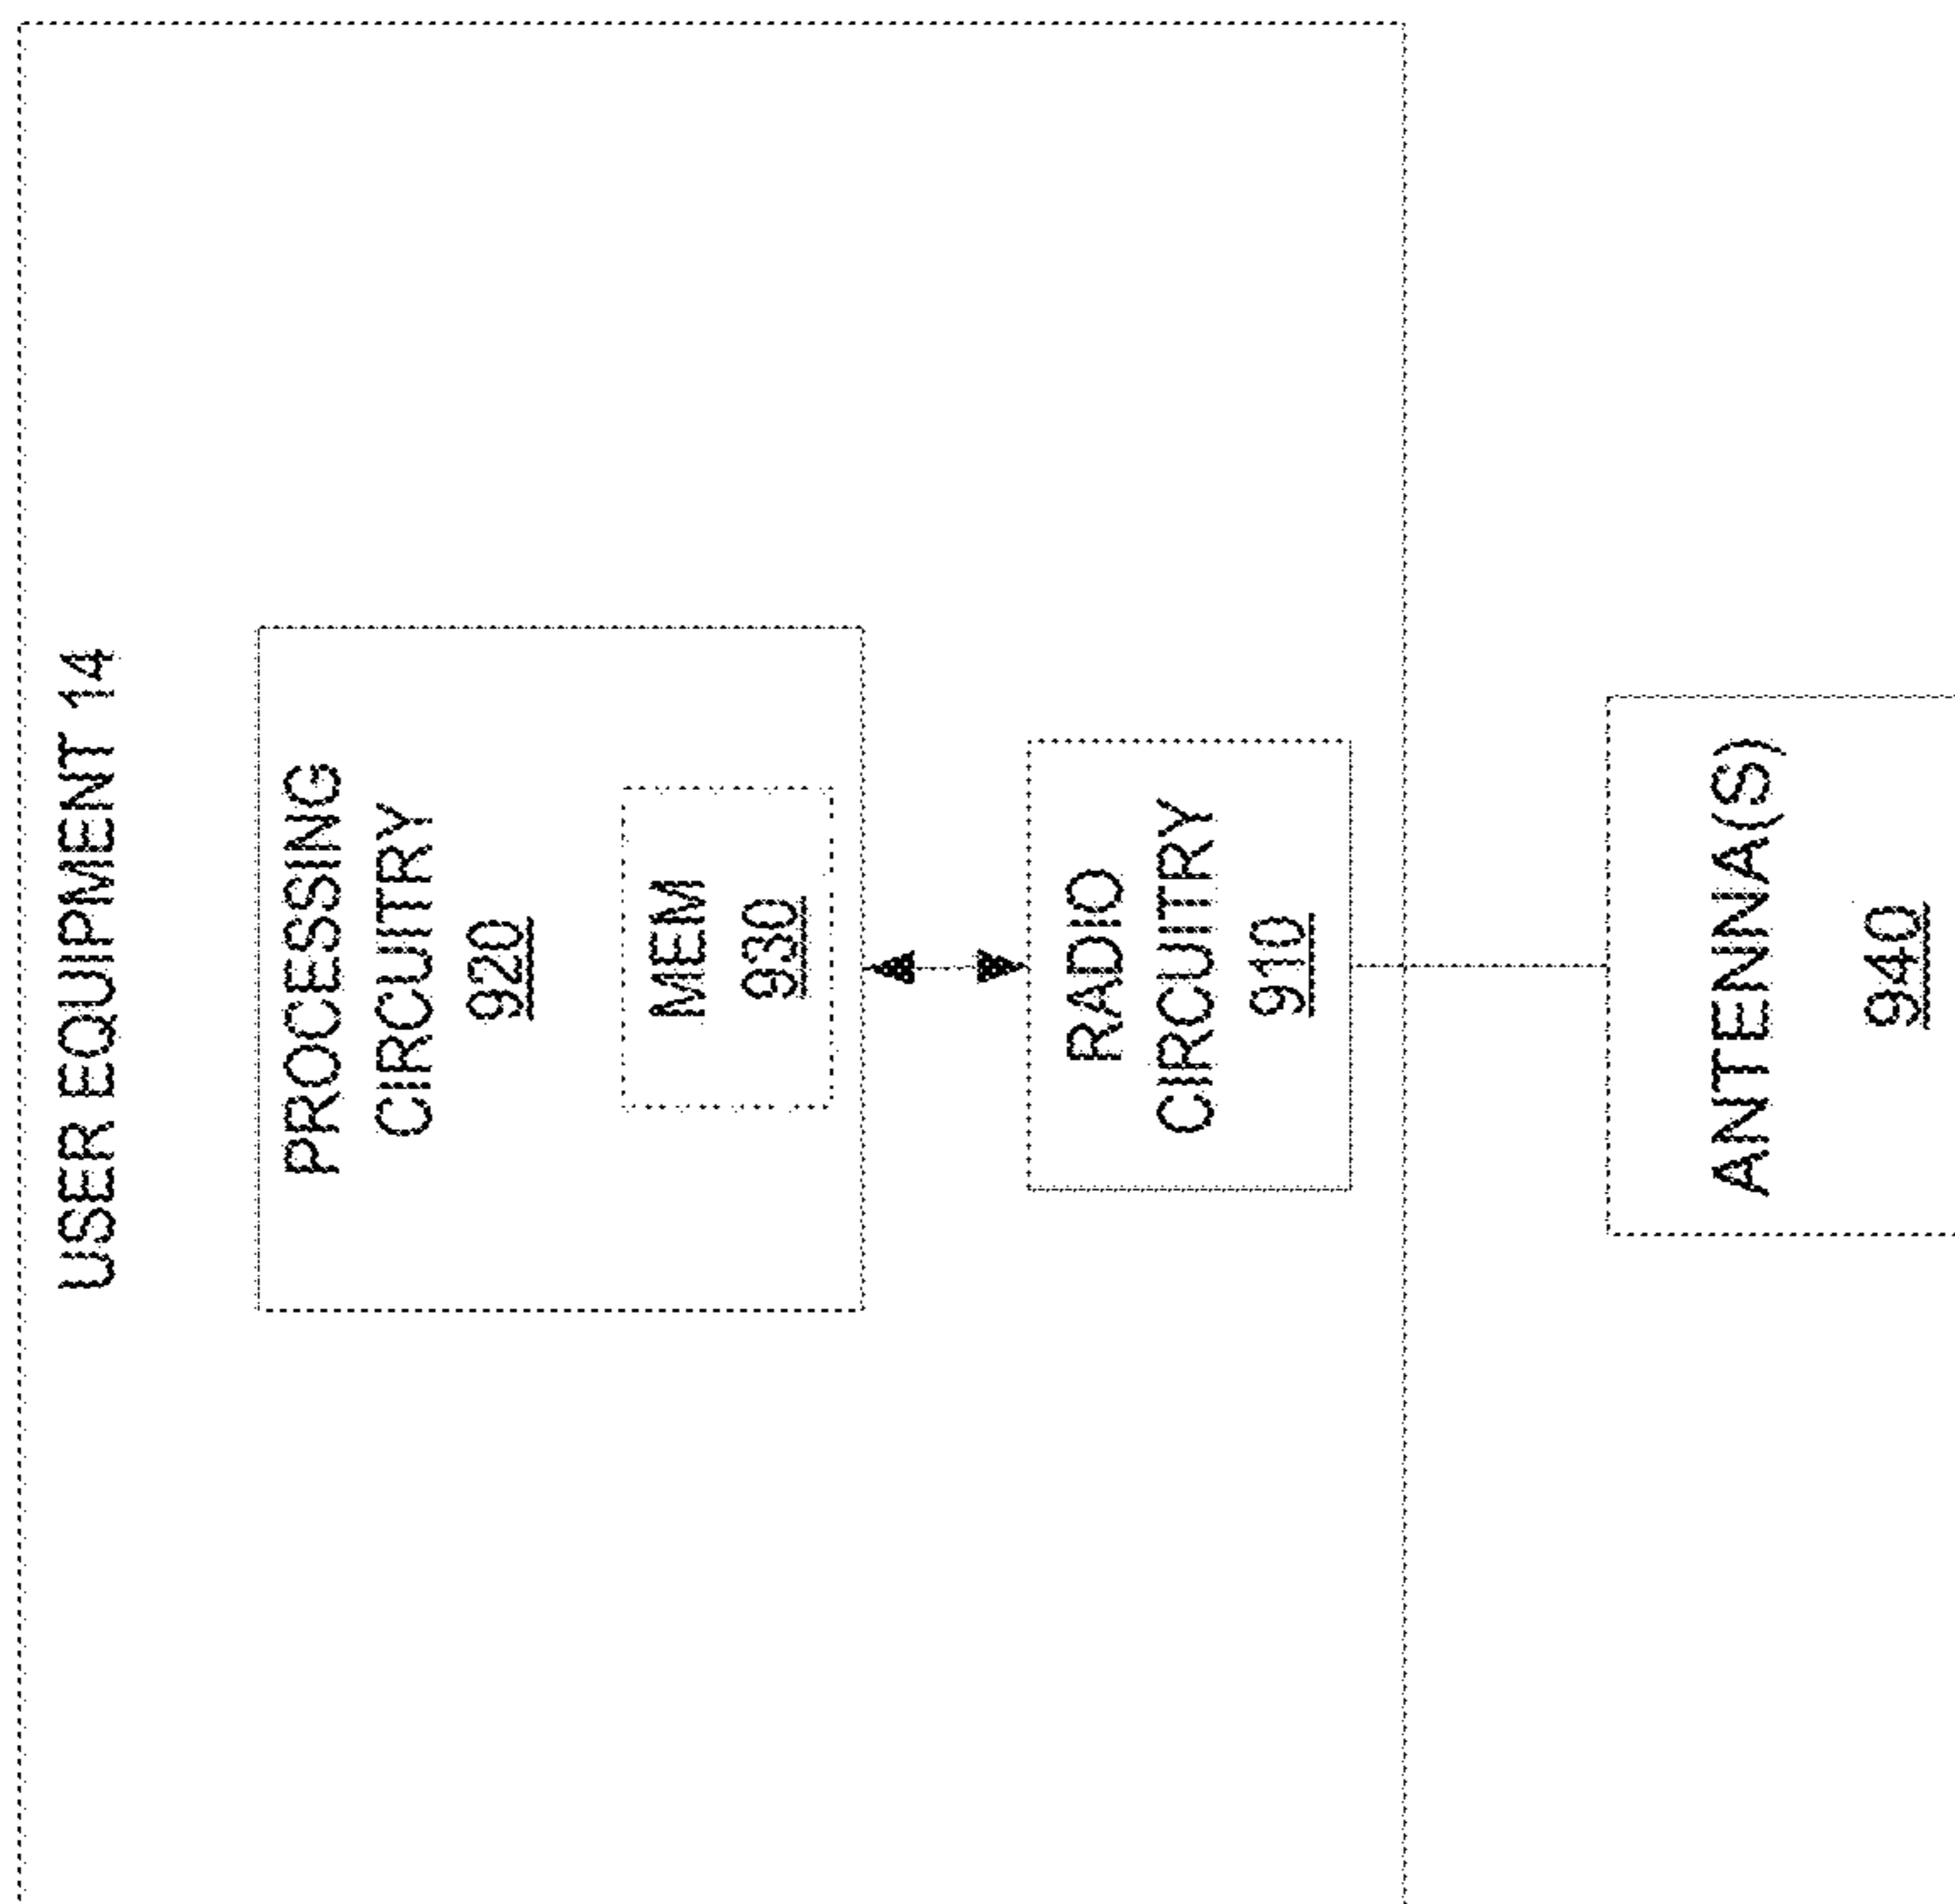 USER EQUIPMENT 14
PROCESSING
CIRCUITRY
920
MEM
930
RADIO
CIRCUITRY
910
ANTENNA(S)
940